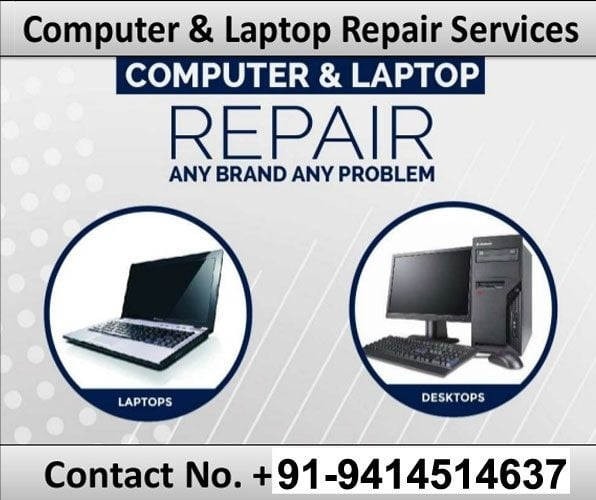 Computer & Laptop Repair Services
COMPUTER & LAPTOP
REPAIR
ANY BRAND ANY PROBLEM
LAPTOPS
DESKTOPS
Contact No. +91-9414514637